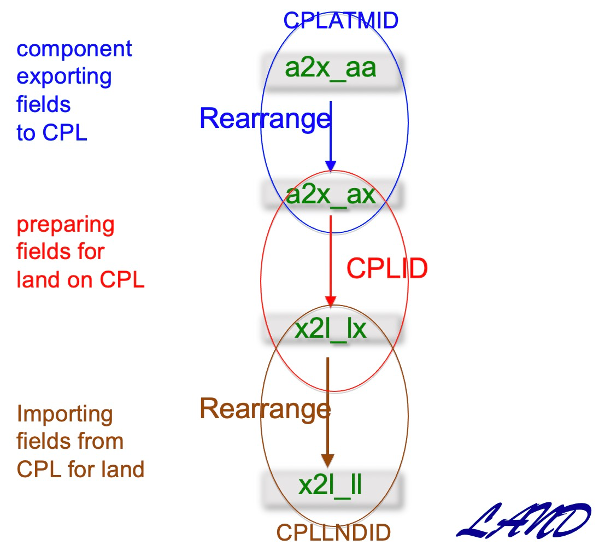 CPLATMID
component
exporting
fields
to CPL
a2x_aa
Rearrange
a2x_ax
preparing
fields for
land on CPL
CPLID
x2l_lx
Rearrange
Importing
fields from
CPL for land
x2l_ll
CPLLNDID
LAND